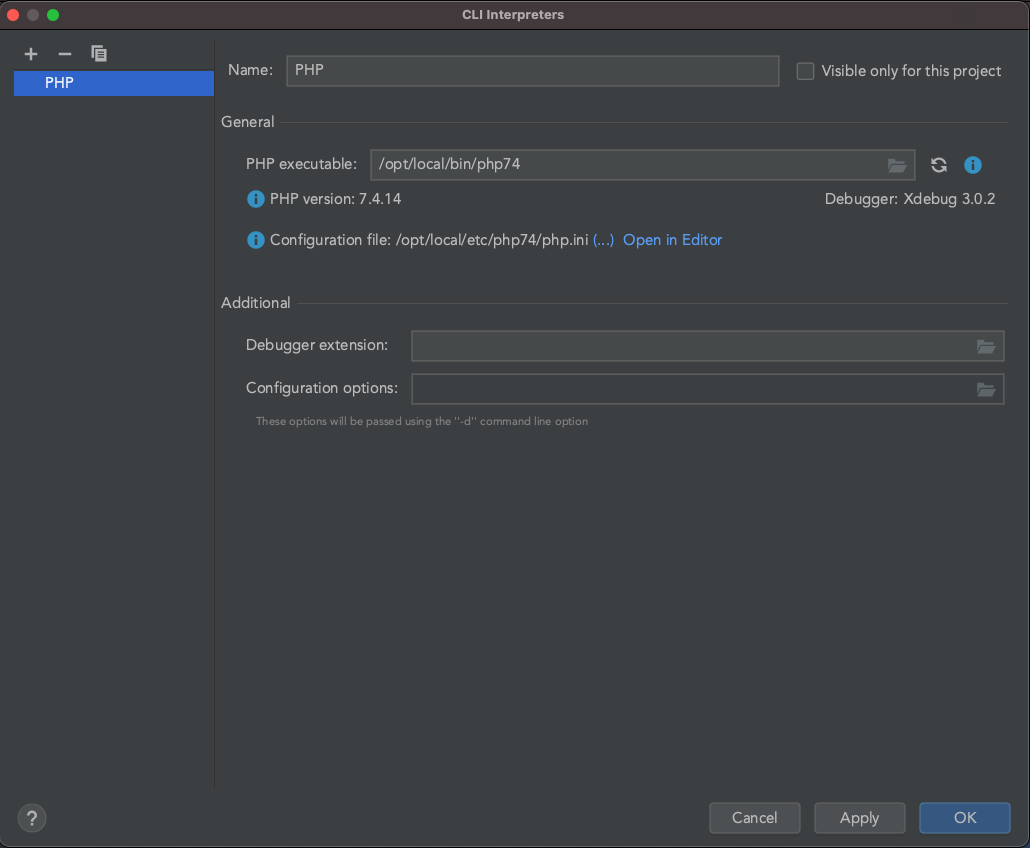 CLI Interpreters
PHP
Name: PHP
Visible only for this project
General
PHP executable: /opt/local/bin/php74
PHP version: 7.4.14
Debugger: Xdebug 3.0.2
Configuration file: /opt/local/etc/php74/php.ini (...) Open in Editor
Additional
Debugger extension:
Configuration options:
These options will be passed using the "-d" command line option
?
Cancel
Apply
OK